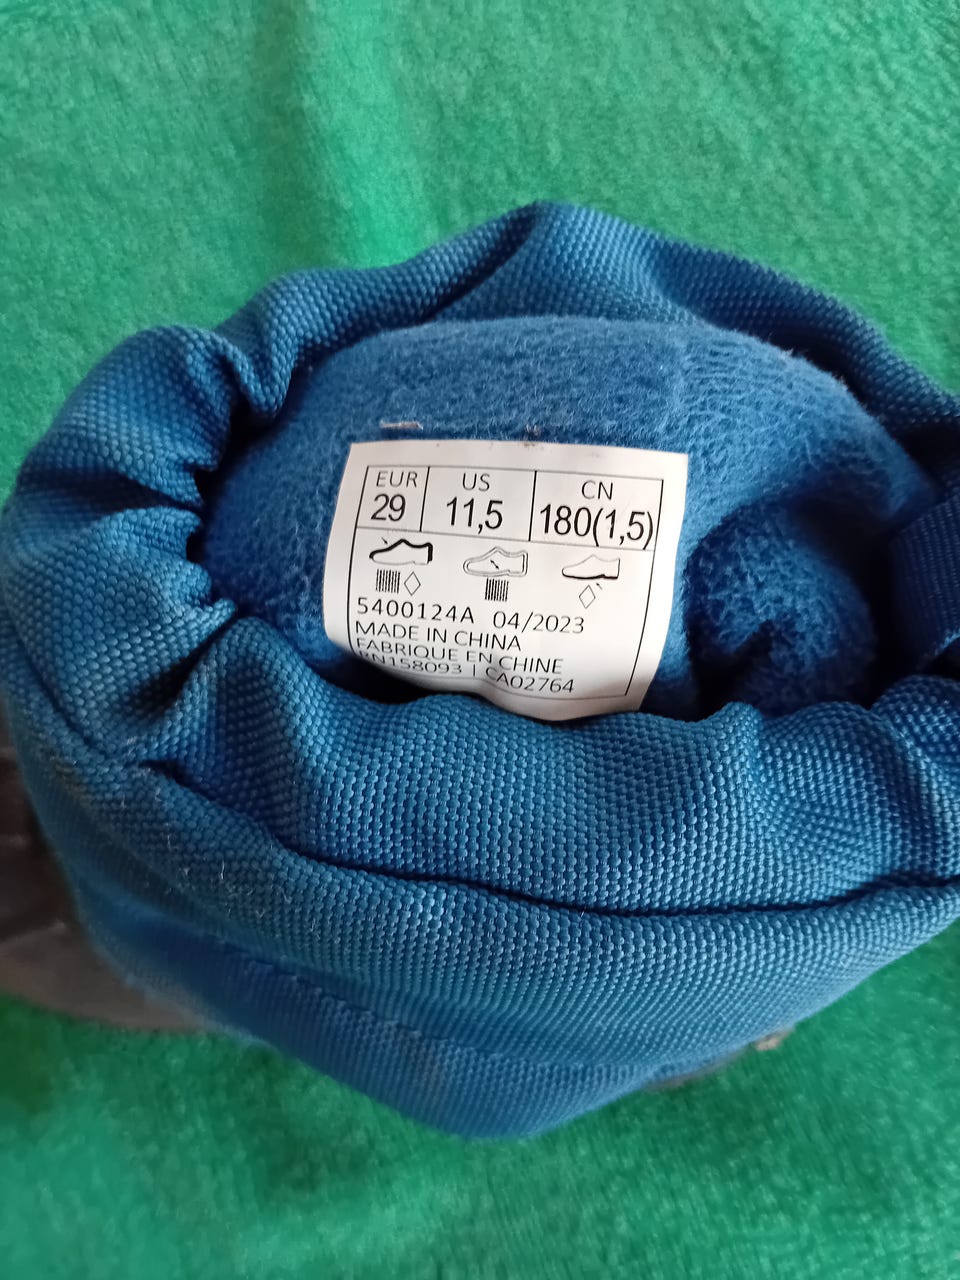 EUR US CN
29 11,5 180(1,5)
5400124A 04/2023
MADE IN CHINA
FABRIQUE EN CHINE
RN158093 | CA02764